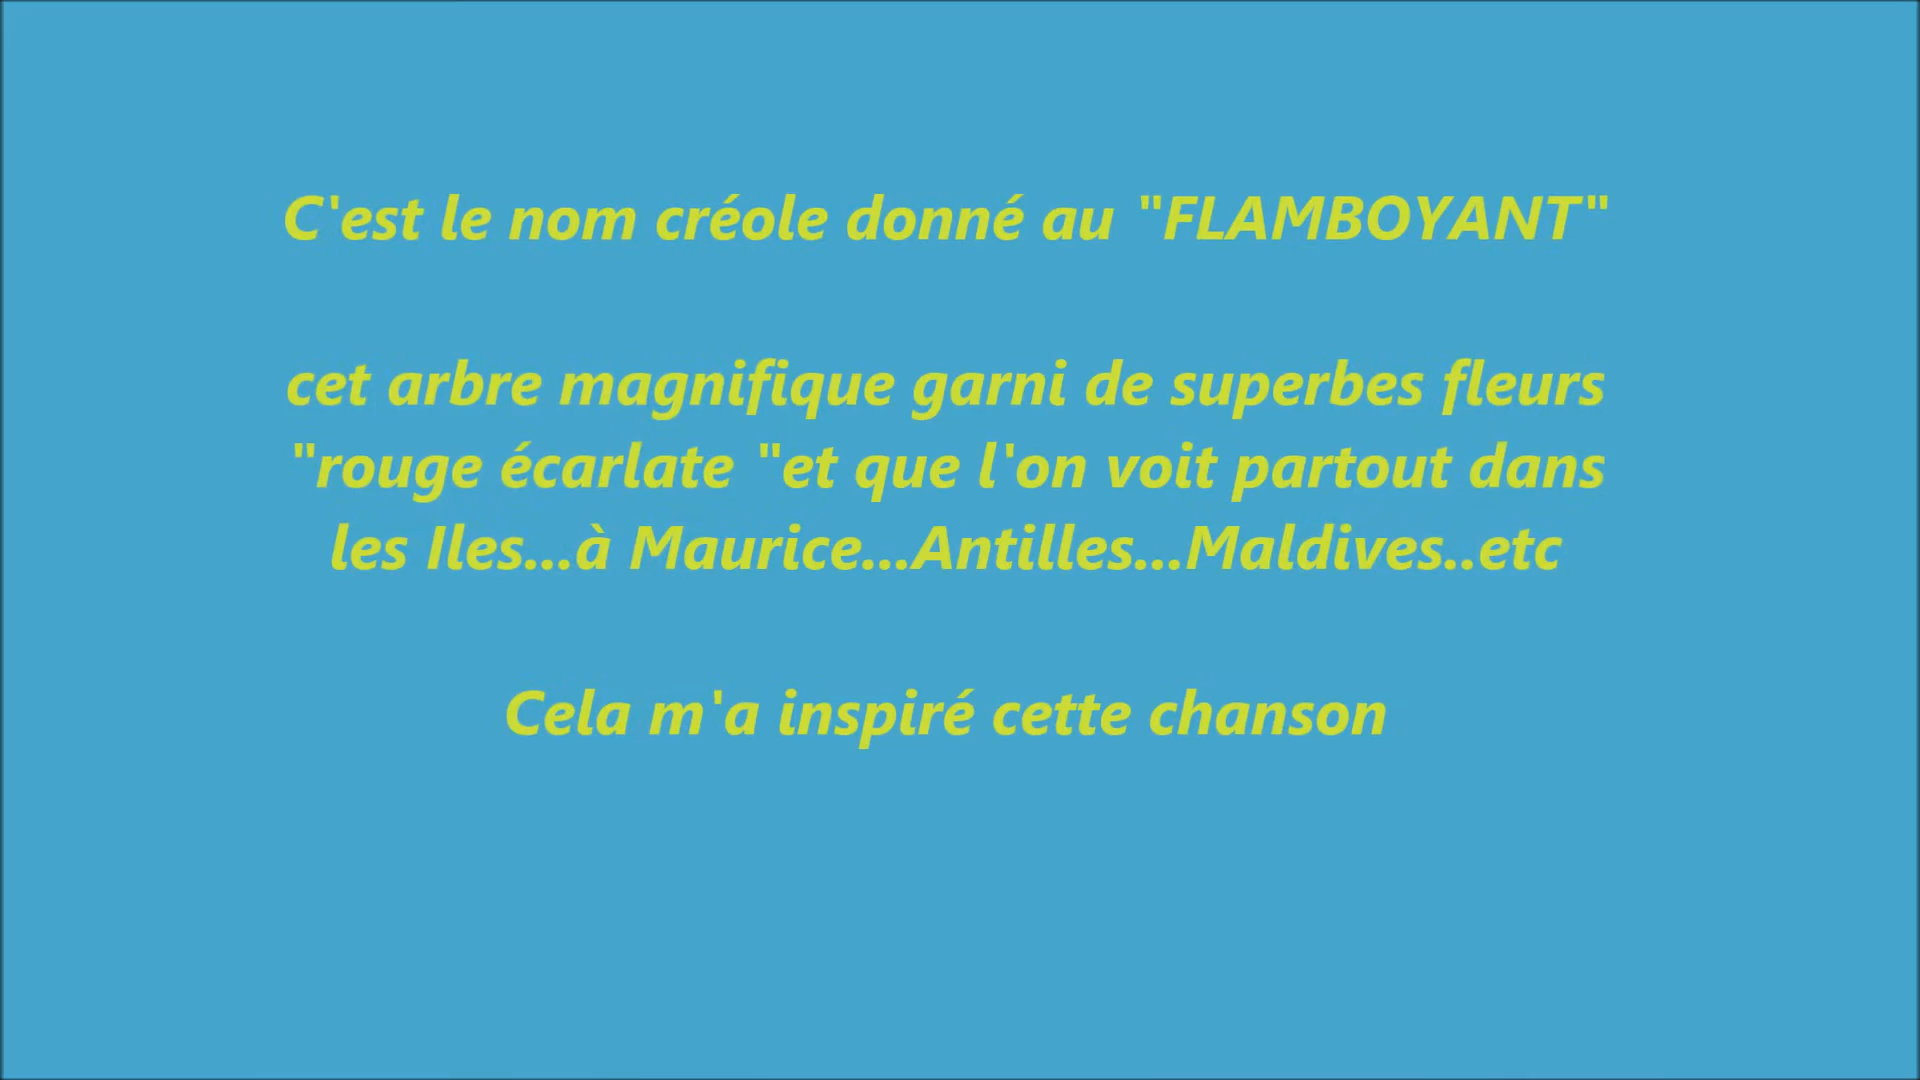 C'est le nom créole donné au "FLAMBOYANT"
cet arbre magnifique garni de superbes fleurs
"rouge écarlate "et que l'on voit partout dans
les Iles...à Maurice...Antilles...Maldives..etc
Cela m'a inspiré cette chanson